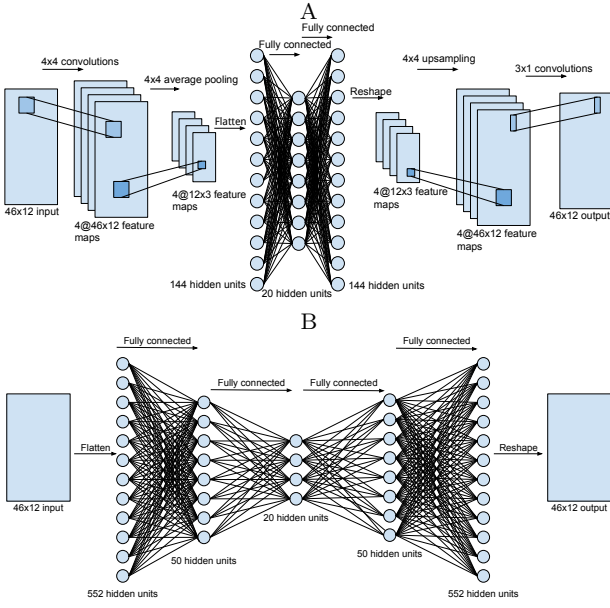 A
Fully connected
Fully connected
4x4 convolutions
4x4 average pooling
Flatten
Reshape
4x4 upsampling
3x1 convolutions
46x12 input
4@46x12 feature
maps
4@12x3 feature
maps
144 hidden units
20 hidden units
144 hidden units
4@12x3 feature
maps
4@46x12 feature
maps
46x12 output
B
Fully connected
Fully connected
Fully connected
Fully connected
Flatten
Reshape
46x12 input
552 hidden units
50 hidden units
20 hidden units
50 hidden units
552 hidden units
46x12 output